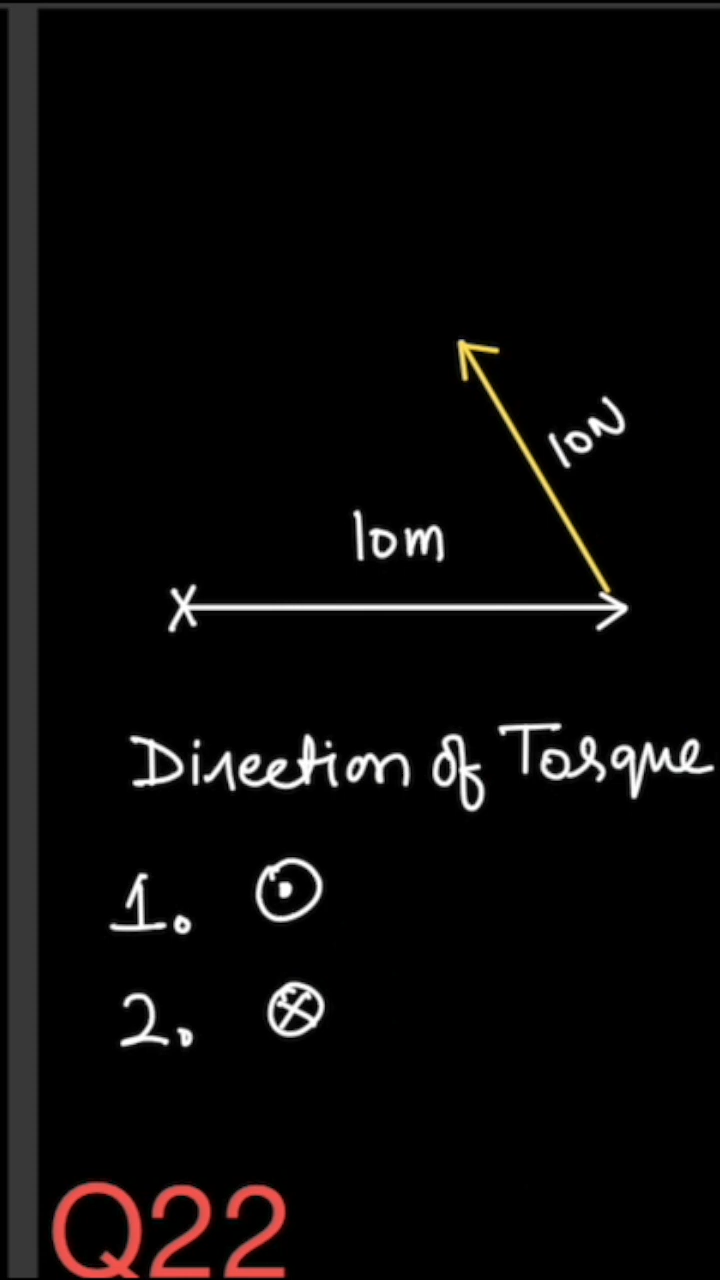 10N
10m
X
Direction of Torque
1. ⊙
2. ⊗
Q22